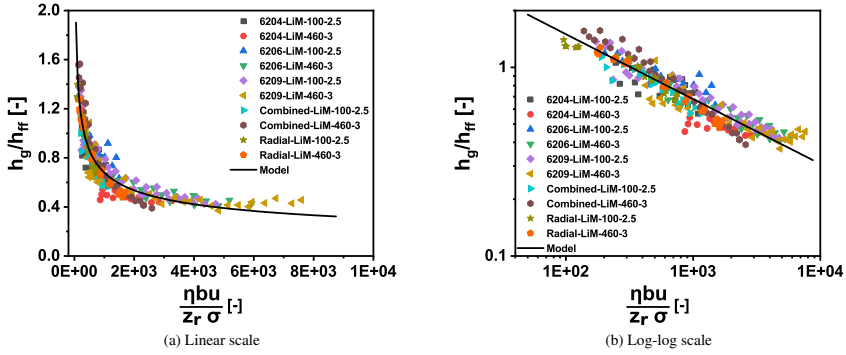 2.0
1.6
1.2
0.8
0.4
0.0
h_g/h_ff [-]
6204-LiM-100-2.5
6204-LiM-460-3
6206-LiM-100-2.5
6206-LiM-460-3
6209-LiM-100-2.5
6209-LiM-460-3
Combined-LiM-100-2.5
Combined-LiM-460-3
Radial-LiM-100-2.5
Radial-LiM-460-3
Model
0E+00 2E+03 4E+03 6E+03 8E+03 1E+04
ηbu
z_r σ [-]
(a) Linear scale
1
0.1
h_g/h_ff [-]
6204-LiM-100-2.5
6204-LiM-460-3
6206-LiM-100-2.5
6206-LiM-460-3
6209-LiM-100-2.5
6209-LiM-460-3
Combined-LiM-100-2.5
Combined-LiM-460-3
Radial-LiM-100-2.5
Radial-LiM-460-3
Model
1E+02 1E+03 1E+04
ηbu
z_r σ [-]
(b) Log-log scale